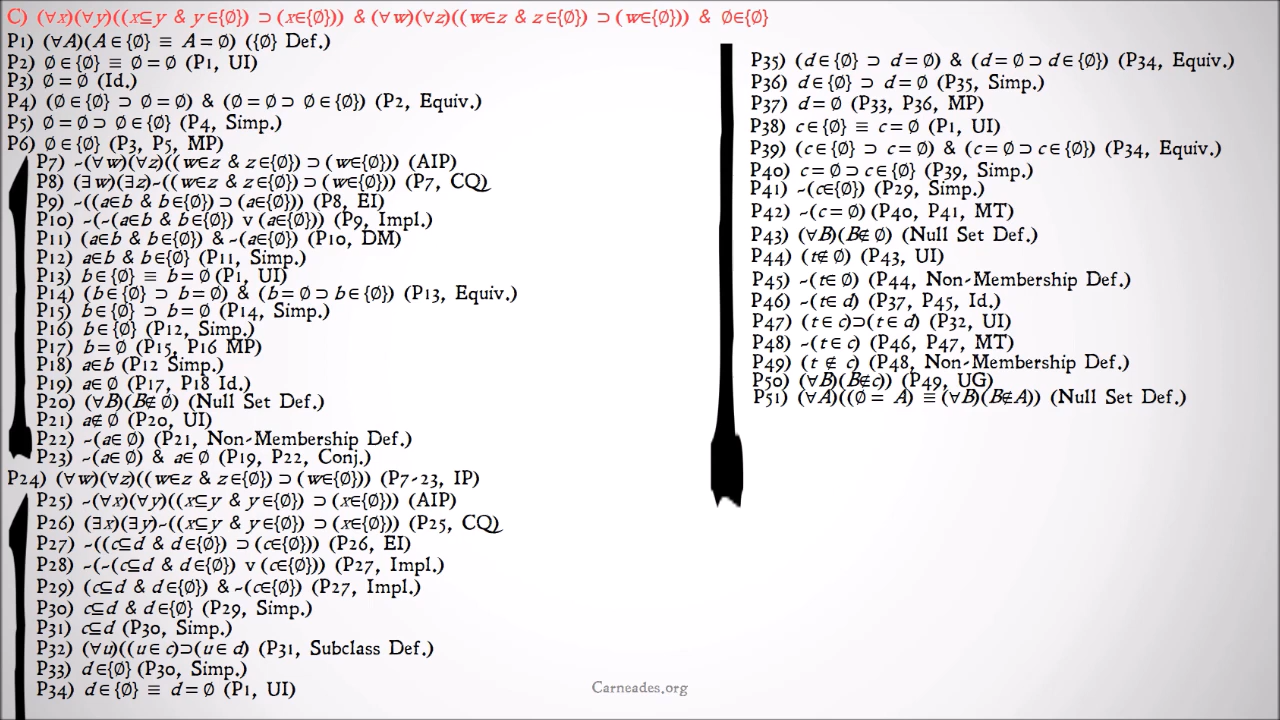 C) (∀x)(∀y)((x⊆y & y∈{∅}) ⊃ (x∈{∅})) & (∀w)(∀z)((w∈z & z∈{∅}) ⊃ (w∈{∅})) & ∅∈{∅}
P1) (∀A)(A∈{∅} ≡ A=∅) ({∅} Def.)
P2) ∅∈{∅} ≡ ∅=∅ (P1, UI)
P3) ∅=∅ (Id.)
P4) (∅∈{∅} ⊃ ∅=∅) & (∅=∅⊃ ∅∈{∅}) (P2, Equiv.)
P5) ∅=∅⊃ ∅∈{∅} (P4, Simp.)
P6) ∅∈{∅} (P3, P5, MP)
P7) ~(∀w)(∀z)((w∈z & z∈{∅}) ⊃ (w∈{∅})) (AIP)
P8) (∃w)(∃z)~((w∈z & z∈{∅}) ⊃ (w∈{∅})) (P7, CQ)
P9) ~((a∈b & b∈{∅}) ⊃ (a∈{∅})) (P8, EI)
P10) ~(~(a∈b & b∈{∅}) v (a∈{∅})) (P9, Impl.)
P11) (a∈b & b∈{∅}) & ~(a∈{∅}) (P10, DM)
P12) a∈b & b∈{∅} (P11, Simp.)
P13) b∈{∅} ≡ b=∅ (P1, UI)
P14) (b∈{∅} ⊃ b=∅) & (b=∅⊃ b∈{∅}) (P13, Equiv.)
P15) b∈{∅} ⊃ b=∅ (P14, Simp.)
P16) b∈{∅} (P12, Simp.)
P17) b=∅ (P15, P16 MP)
P18) a∈b (P12 Simp.)
P19) a∈∅ (P17, P18 Id.)
P20) (∀B)(B∉∅) (Null Set Def.)
P21) a∉∅ (P20, UI)
P22) ~(a∈∅) (P21, Non-Membership Def.)
P23) ~(a∈∅) & a∈∅ (P19, P22, Conj.)
P24) (∀w)(∀z)((w∈z & z∈{∅}) ⊃ (w∈{∅})) (P7-23, IP)
P25) ~(∀x)(∀y)((x⊆y & y∈{∅}) ⊃ (x∈{∅})) (AIP)
P26) (∃x)(∃y)~((x⊆y & y∈{∅}) ⊃ (x∈{∅})) (P25, CQ)
P27) ~((c⊆d & d∈{∅}) ⊃ (c∈{∅})) (P26, EI)
P28) ~(~(c⊆d & d∈{∅}) v (c∈{∅})) (P27, Impl.)
P29) (c⊆d & d∈{∅}) & ~(c∈{∅}) (P27, Impl.)
P30) c⊆d & d∈{∅} (P29, Simp.)
P31) c⊆d (P30, Simp.)
P32) (∀u)((u∈c)⊃(u∈d) (P31, Subclass Def.)
P33) d∈{∅} (P30, Simp.)
P34) d∈{∅} ≡ d=∅ (P1, UI)
P35) (d∈{∅} ⊃ d=∅) & (d=∅⊃ d∈{∅}) (P34, Equiv.)
P36) d∈{∅} ⊃ d=∅ (P35, Simp.)
P37) d=∅ (P33, P36, MP)
P38) c∈{∅} ≡ c=∅ (P1, UI)
P39) (c∈{∅} ⊃ c=∅) & (c=∅⊃ c∈{∅}) (P34, Equiv.)
P40) c=∅⊃ c∈{∅} (P39, Simp.)
P41) ~(c∈{∅}) (P29, Simp.)
P42) ~(c=∅) (P40, P41, MT)
P43) (∀B)(B∉∅) (Null Set Def.)
P44) (t∉∅) (P43, UI)
P45) ~(t∈∅) (P44, Non-Membership Def.)
P46) ~(t∈d) (P37, P45, Id.)
P47) (t∈c)⊃(t∈d) (P32, UI)
P48) ~(t∈c) (P46, P47, MT)
P49) (t∉c) (P48, Non-Membership Def.)
P50) (∀B)(B∉c)) (P49, UG)
P51) (∀A)((∅= A) ≡(∀B)(B∉A)) (Null Set Def.)
Carneades.org